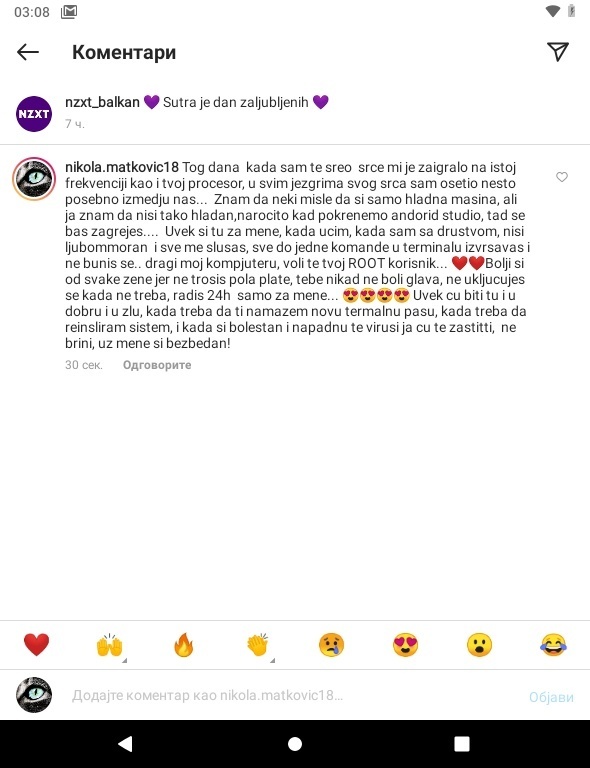 03:08
Коментари
NZXT
nzxt_balkan 💜 Sutra je dan zaljubljenih 💜
7 ч.
nikola.matkovic18 Tog dana kada sam te sreo srce mi je zaigralo na istoj
frekvenciji kao i tvoj procesor, u svim jezgrima svog srca sam osetio nesto
posebno izmedju nas... Znam da neki misle da si samo hladna masina, ali
ja znam da nisi tako hladan,narocito kad pokrenemo andorid studio, tad se
bas zagrejes.... Uvek si tu za mene, kada ucim, kada sam sa drustvom, nisi
ljubommoran i sve me slusas, sve do jedne komande u terminalu izvrsavas i
ne bunis se.. dragi moj kompjuteru, voli te tvoj ROOT korisnik... ❤️❤️Bolji si
od svake zene jer ne trosis pola plate, tebe nikad ne boli glava, ne ukljucujes
se kada ne treba, radis 24h samo za mene... 😍😍😍😍 Uvek cu biti tu i u
dobru i u zlu, kada treba da ti namazem novu termalnu pasu, kada treba da
reinsliram sistem, i kada si bolestan i napadnu te virusi ja cu te zastitti, ne
brini, uz mene si bezbedan!
30 сек. Одговорите
❤️ 🙌 🔥 👏 😢 😍 😮 😂
Додајте коментар као nikola.matkovic18...
Објави